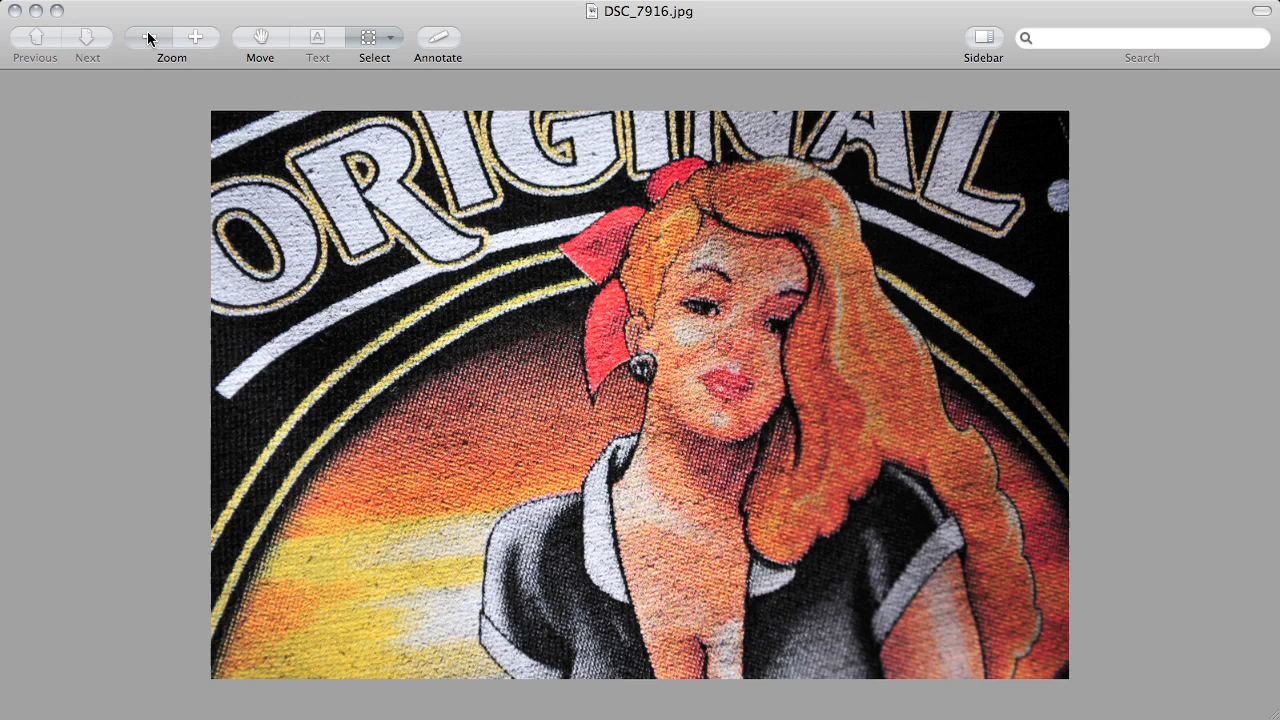 DSC_7916.jpg
Previous Next Zoom Move Text Select Annotate Sidebar Search
ORIGINAL